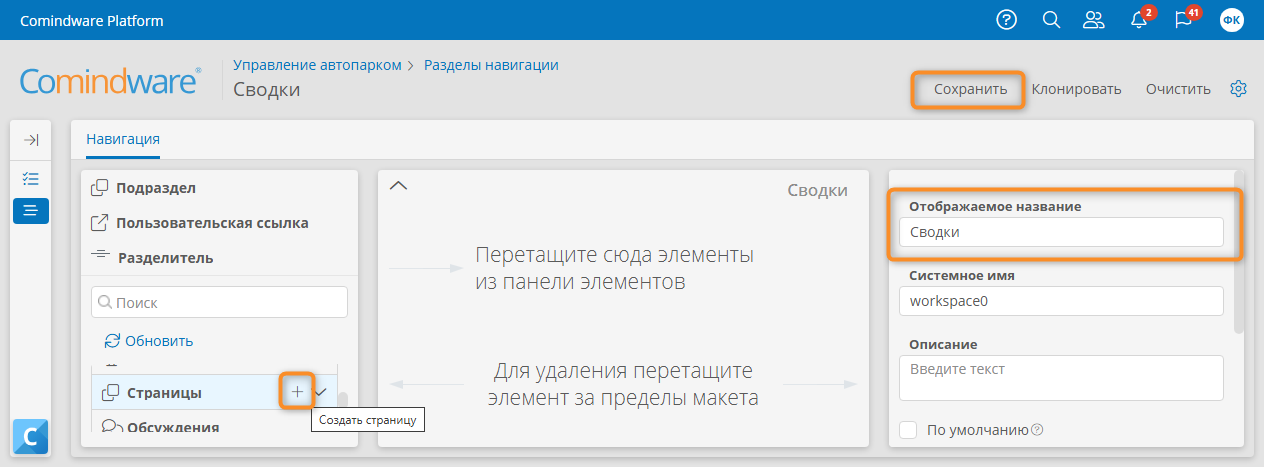 Comindware Platform
2
41
ФК
Comindware®
Управление автопарком > Разделы навигации
Сводки
Сохранить
Клонировать
Очистить
Навигация
Подраздел
Пользовательская ссылка
Разделитель
Поиск
Обновить
Страницы
Создать страницу
Обсуждения
C
Сводки
Перетащите сюда элементы
из панели элементов
Для удаления перетащите
элемент за пределы макета
Отображаемое название
Сводки
Системное имя
workspace0
Описание
Введите текст
По умолчанию